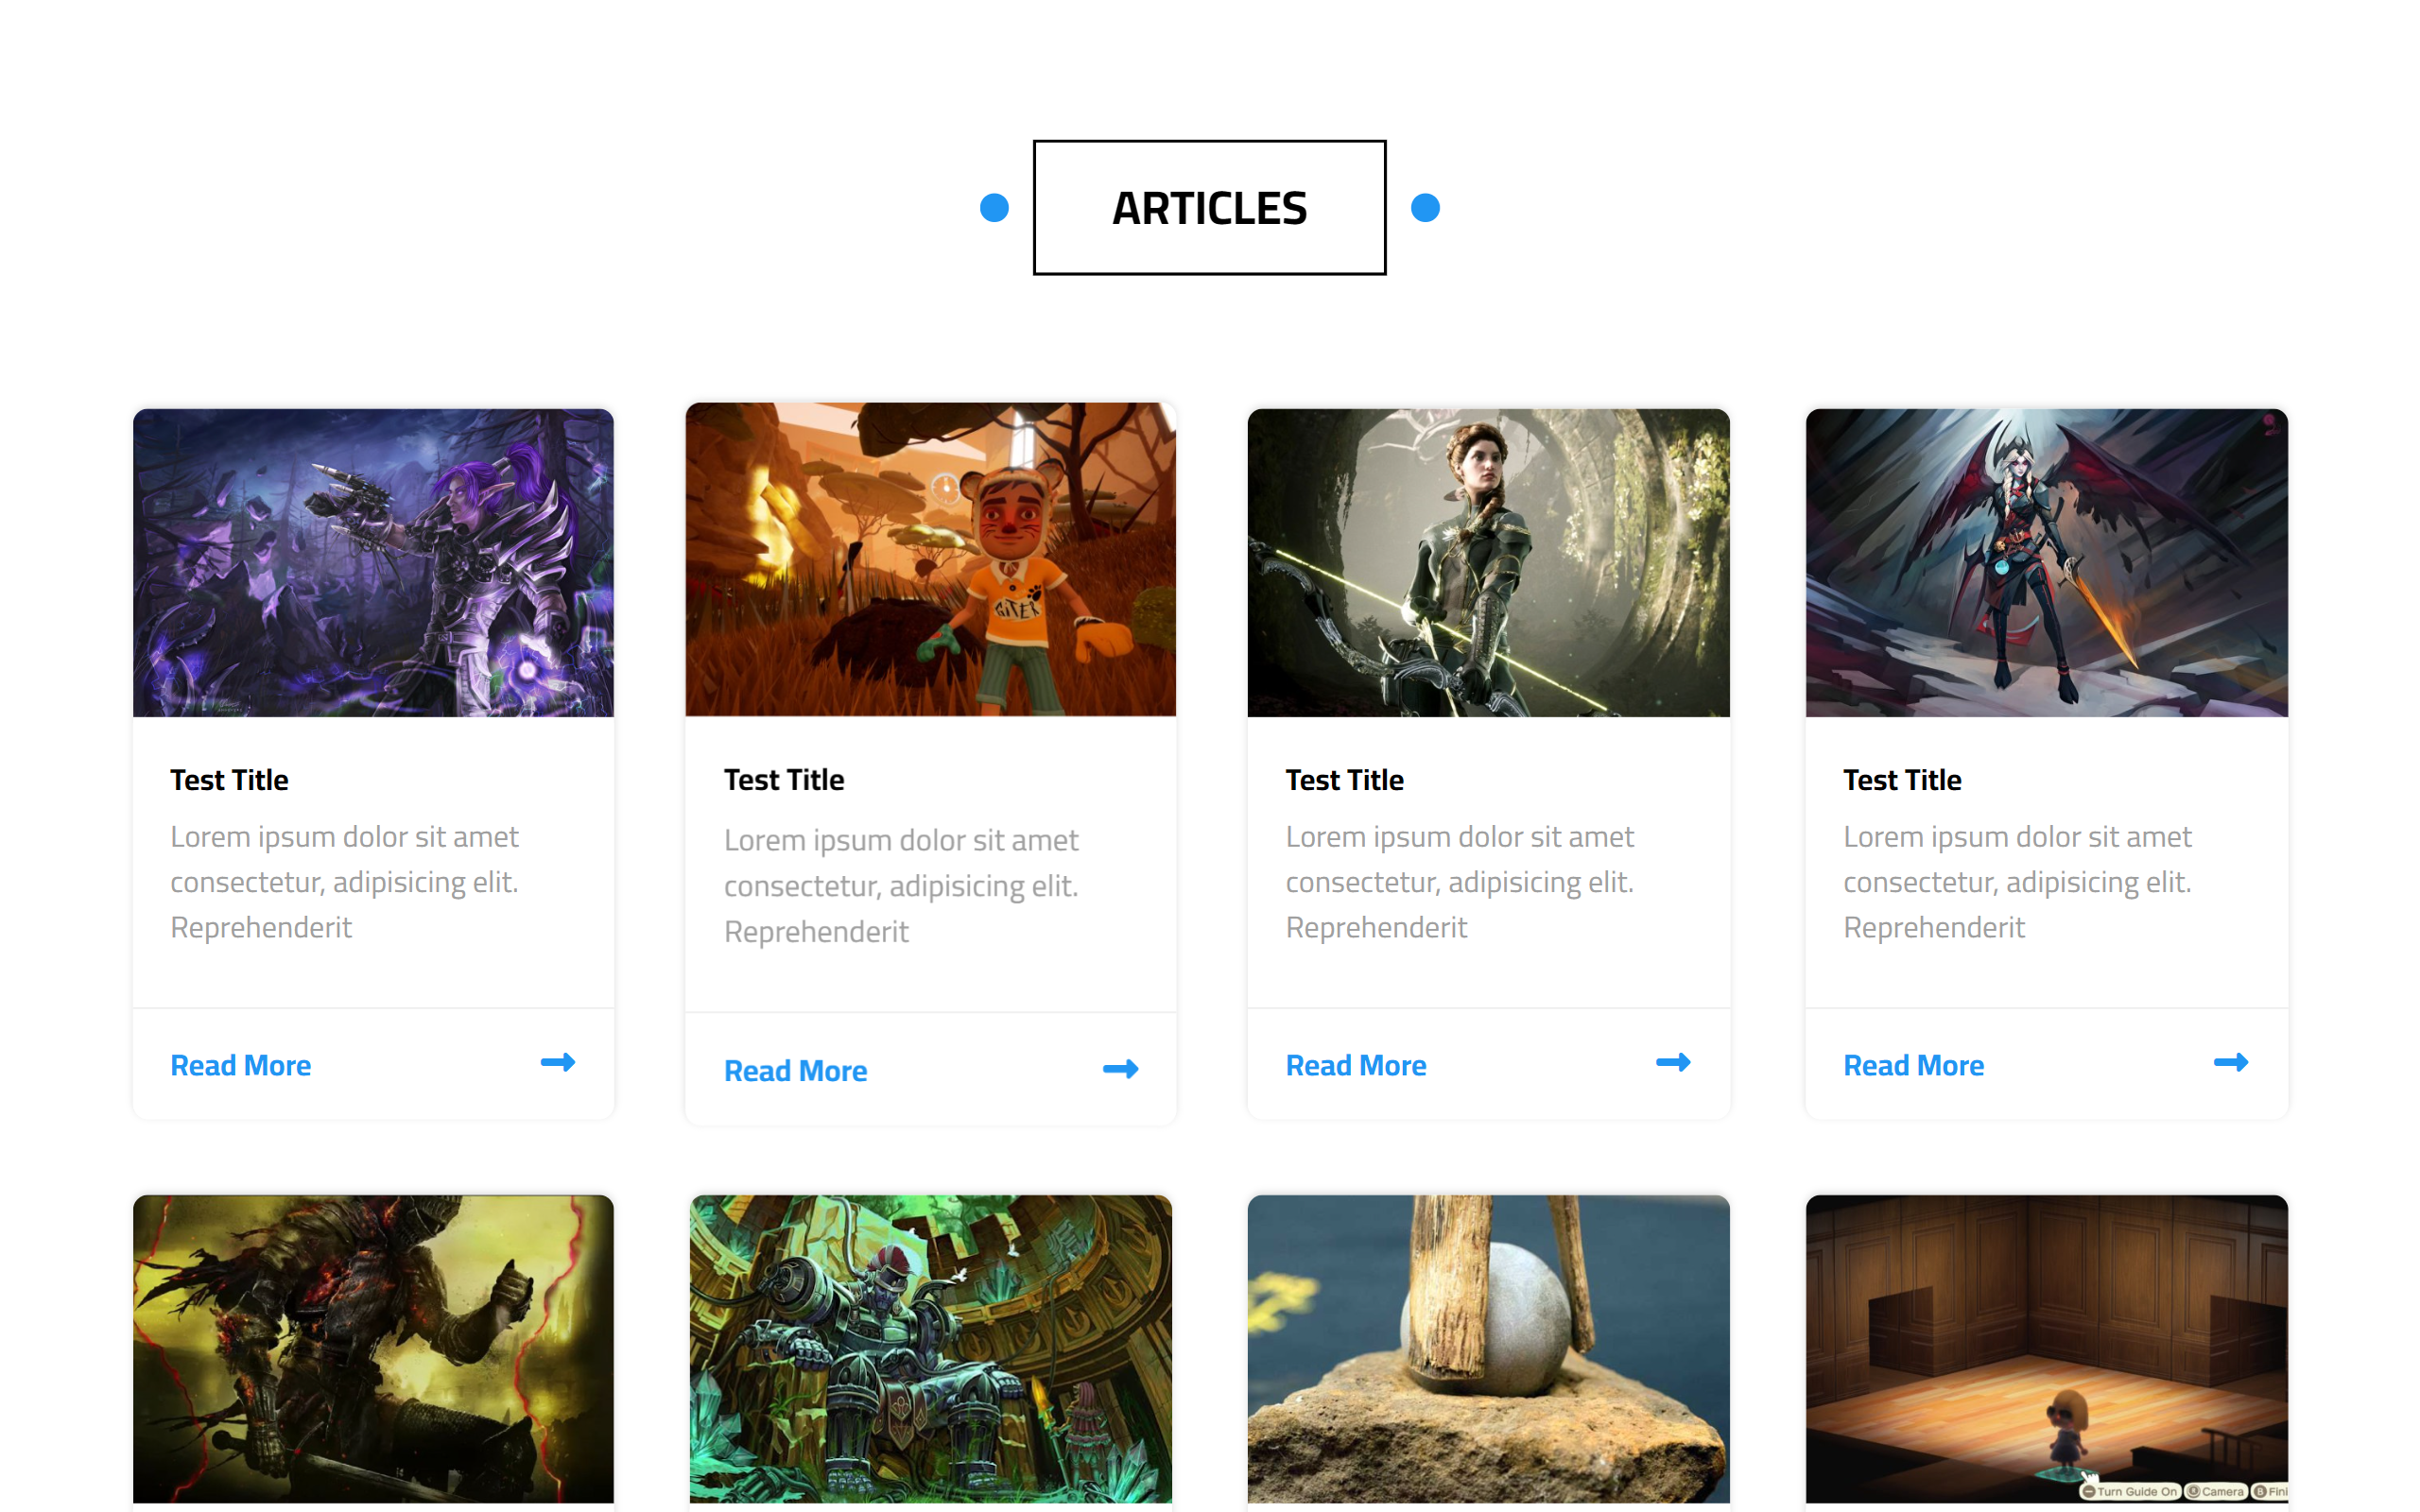 ARTICLES
Test Title
Lorem ipsum dolor sit amet
consectetur, adipisicing elit.
Reprehenderit
Read More
Test Title
Lorem ipsum dolor sit amet
consectetur, adipisicing elit.
Reprehenderit
Read More
Test Title
Lorem ipsum dolor sit amet
consectetur, adipisicing elit.
Reprehenderit
Read More
Test Title
Lorem ipsum dolor sit amet
consectetur, adipisicing elit.
Reprehenderit
Read More
Turn Guide On Camera B